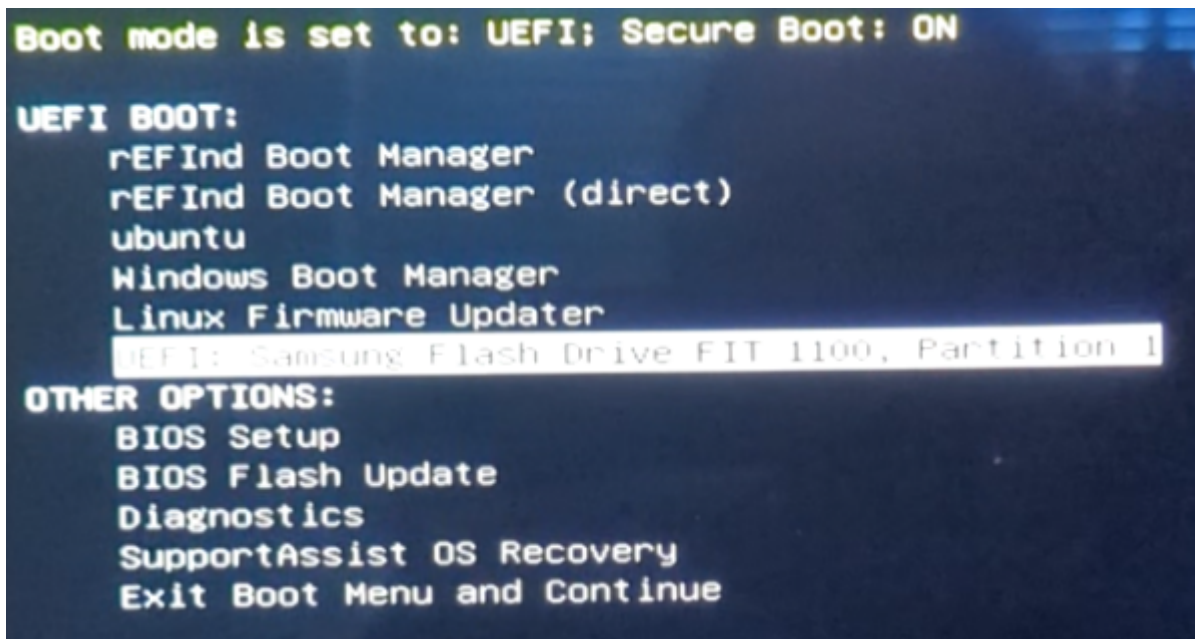 Boot mode is set to: UEFI; Secure Boot: ON
UEFI BOOT:
rEFInd Boot Manager
rEFInd Boot Manager (direct)
ubuntu
Windows Boot Manager
Linux Firmware Updater
UEFI: Samsung Flash Drive FIT 1100, Partition 1
OTHER OPTIONS:
BIOS Setup
BIOS Flash Update
Diagnostics
SupportAssist OS Recovery
Exit Boot Menu and Continue